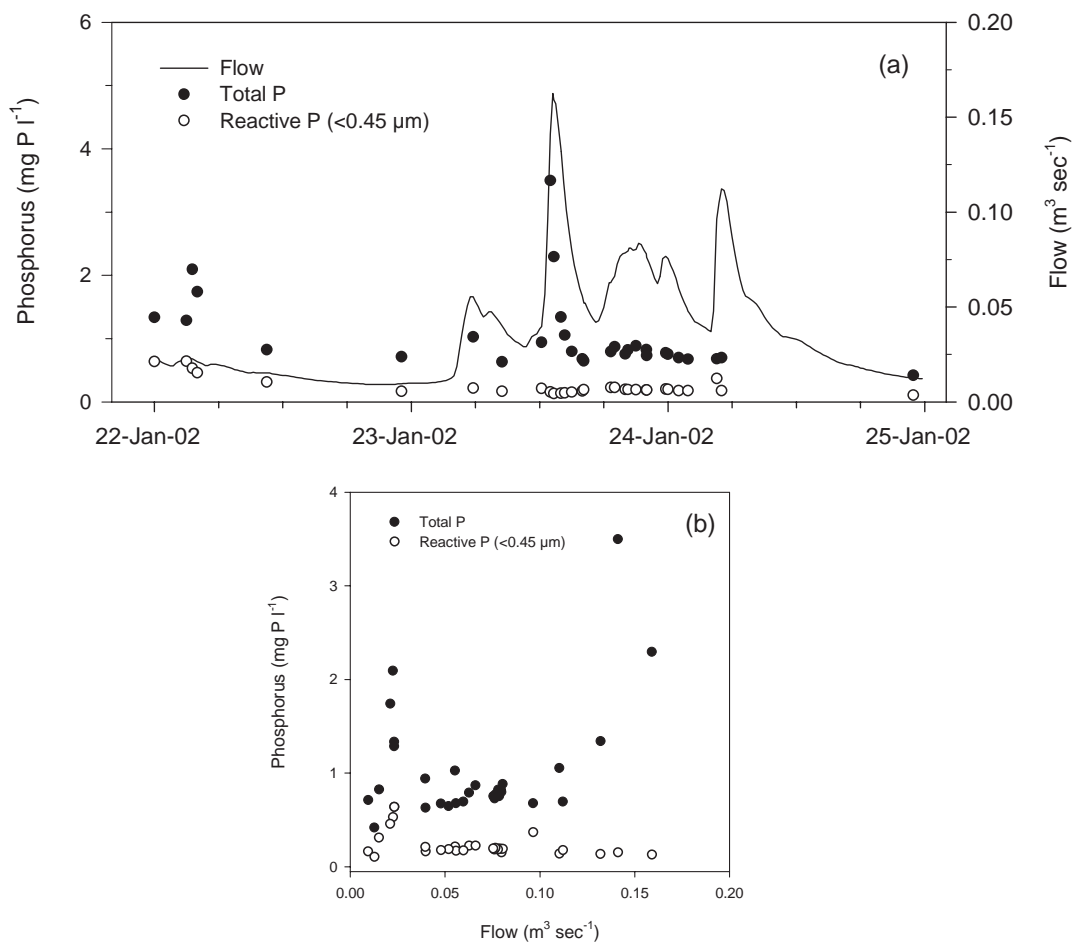 6
4
2
0
Phosphorus (mg P l⁻¹)
Flow
Total P
Reactive P (<0.45 µm)
(a)
0.20
0.15
0.10
0.05
0.00
Flow (m³ sec⁻¹)
22-Jan-02
23-Jan-02
24-Jan-02
25-Jan-02
4
3
2
1
0
Phosphorus (mg P l⁻¹)
Total P
Reactive P (<0.45 µm)
(b)
0.00
0.05
0.10
0.15
0.20
Flow (m³ sec⁻¹)